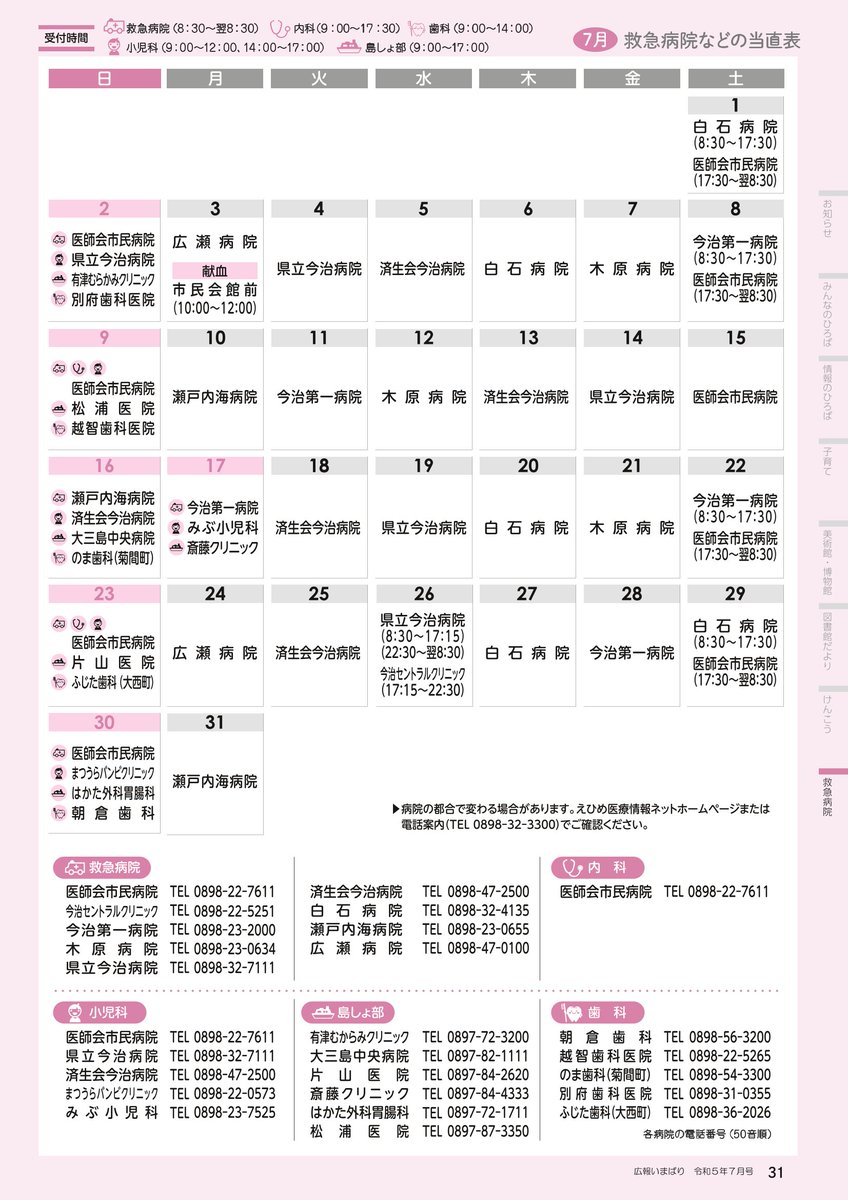 受付時間
救急病院(8:30～翌8:30) 内科(9:00～17:30) 歯科(9:00～14:00)
小児科(9:00～12:00、14:00～17:00) 島しょ部(9:00～17:00)
7月 救急病院などの当直表
日 月 火 水 木 金 土
1
白石病院
(8:30～17:30)
医師会市民病院
(17:30～翌8:30)
2
医師会市民病院
県立今治病院
有津むらかみクリニック
別府歯科医院
3
広瀬病院
献血
市民会館前
(10:00～12:00)
4
県立今治病院
5
済生会今治病院
6
白石病院
7
木原病院
8
今治第一病院
(8:30～17:30)
医師会市民病院
(17:30～翌8:30)
9
医師会市民病院
松浦医院
越智歯科医院
10
瀬戸内海病院
11
今治第一病院
12
木原病院
13
済生会今治病院
14
県立今治病院
15
医師会市民病院
16
瀬戸内海病院
済生会今治病院
大三島中央病院
のま歯科(菊間町)
17
今治第一病院
みぶ小児科
斎藤クリニック
18
済生会今治病院
19
県立今治病院
20
白石病院
21
木原病院
22
今治第一病院
(8:30～17:30)
医師会市民病院
(17:30～翌8:30)
23
医師会市民病院
片山医院
ふじた歯科(大西町)
24
広瀬病院
25
済生会今治病院
26
県立今治病院
(8:30～17:15)
(22:30～翌8:30)
今治セントラルクリニック
(17:15～22:30)
27
白石病院
28
今治第一病院
29
白石病院
(8:30～17:30)
医師会市民病院
(17:30～翌8:30)
30
医師会市民病院
まつうらバンビクリニック
はかた外科胃腸科
朝倉歯科
31
瀬戸内海病院
▶病院の都合で変わる場合があります。えひめ医療情報ネットホームページまたは
電話案内(TEL 0898-32-3300)でご確認ください。
救急病院
医師会市民病院 TEL 0898-22-7611
今治セントラルクリニック TEL 0898-22-5251
今治第一病院 TEL 0898-23-2000
木原病院 TEL 0898-23-0634
県立今治病院 TEL 0898-32-7111
済生会今治病院 TEL 0898-47-2500
白石病院 TEL 0898-32-4135
瀬戸内海病院 TEL 0898-23-0655
広瀬病院 TEL 0898-47-0100
内科
医師会市民病院 TEL 0898-22-7611
小児科
医師会市民病院 TEL 0898-22-7611
県立今治病院 TEL 0898-32-7111
済生会今治病院 TEL 0898-47-2500
まつうらバンビクリニック TEL 0898-22-0573
みぶ小児科 TEL 0898-23-7525
島しょ部
有津むからみクリニック TEL 0897-72-3200
大三島中央病院 TEL 0897-82-1111
片山医院 TEL 0897-84-2620
斎藤クリニック TEL 0897-84-4333
はかた外科胃腸科 TEL 0897-72-1711
松浦医院 TEL 0897-87-3350
歯科
朝倉歯科 TEL 0898-56-3200
越智歯科医院 TEL 0898-22-5265
のま歯科(菊間町) TEL 0898-54-3300
別府歯科医院 TEL 0898-31-0355
ふじた歯科(大西町) TEL 0898-36-2026
各病院の電話番号(50音順)
お知らせ
みんなのひろば
情報のひろば
子育て
美術館・博物館
図書館だより
けんこう
救急病院
広報いまばり 令和5年7月号 31